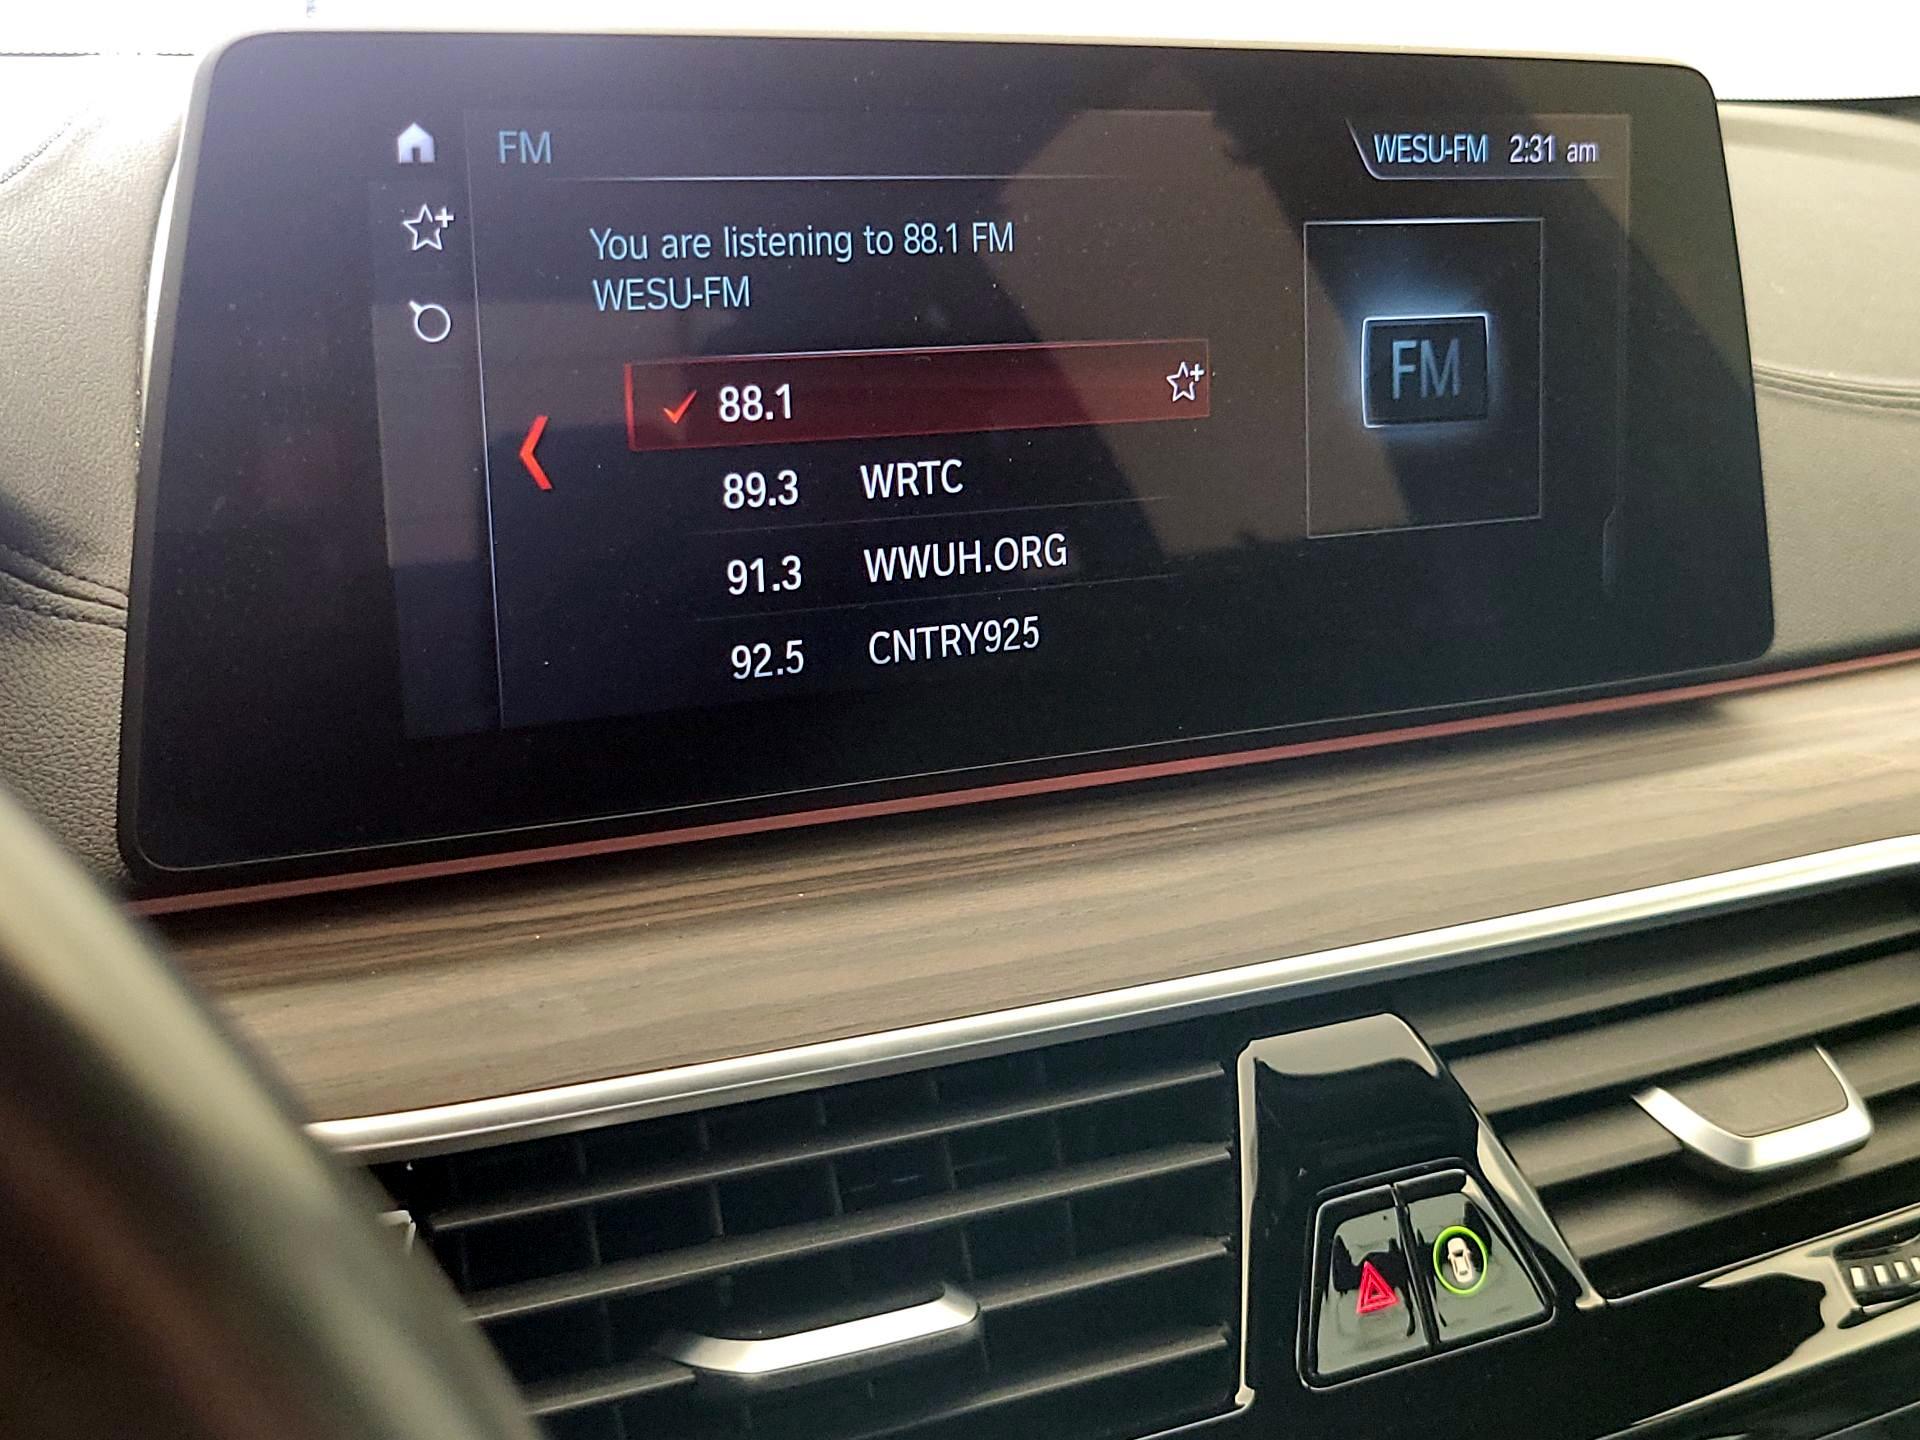 FM
WESU-FM 2:31 am
You are listening to 88.1 FM
WESU-FM
88.1
FM
89.3 WRTC
91.3 WWUH.ORG
92.5 CNTRY925